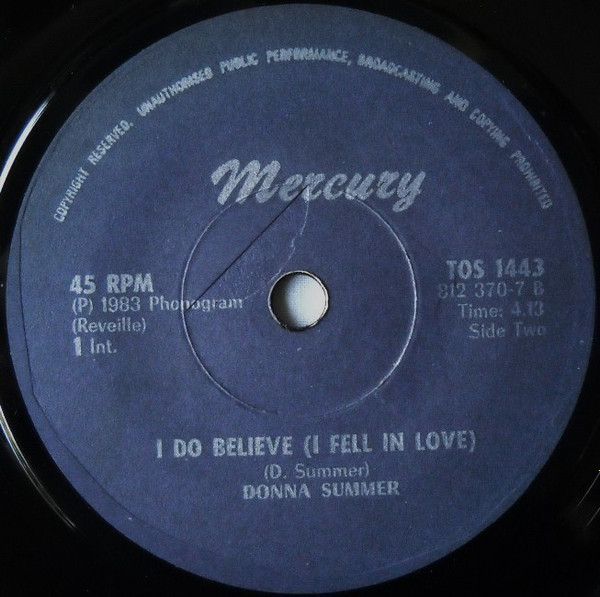 COPYRIGHT RESERVED. UNAUTHORISED PUBLIC PERFORMANCE, BROADCASTING AND COPYING PROHIBITED
Mercury
45 RPM
(P) 1983 Phonogram
(Reveille)
1 Int.
TOS 1443
812 370-7 B
Time: 4.13
Side Two
I DO BELIEVE (I FELL IN LOVE)
(D. Summer)
DONNA SUMMER